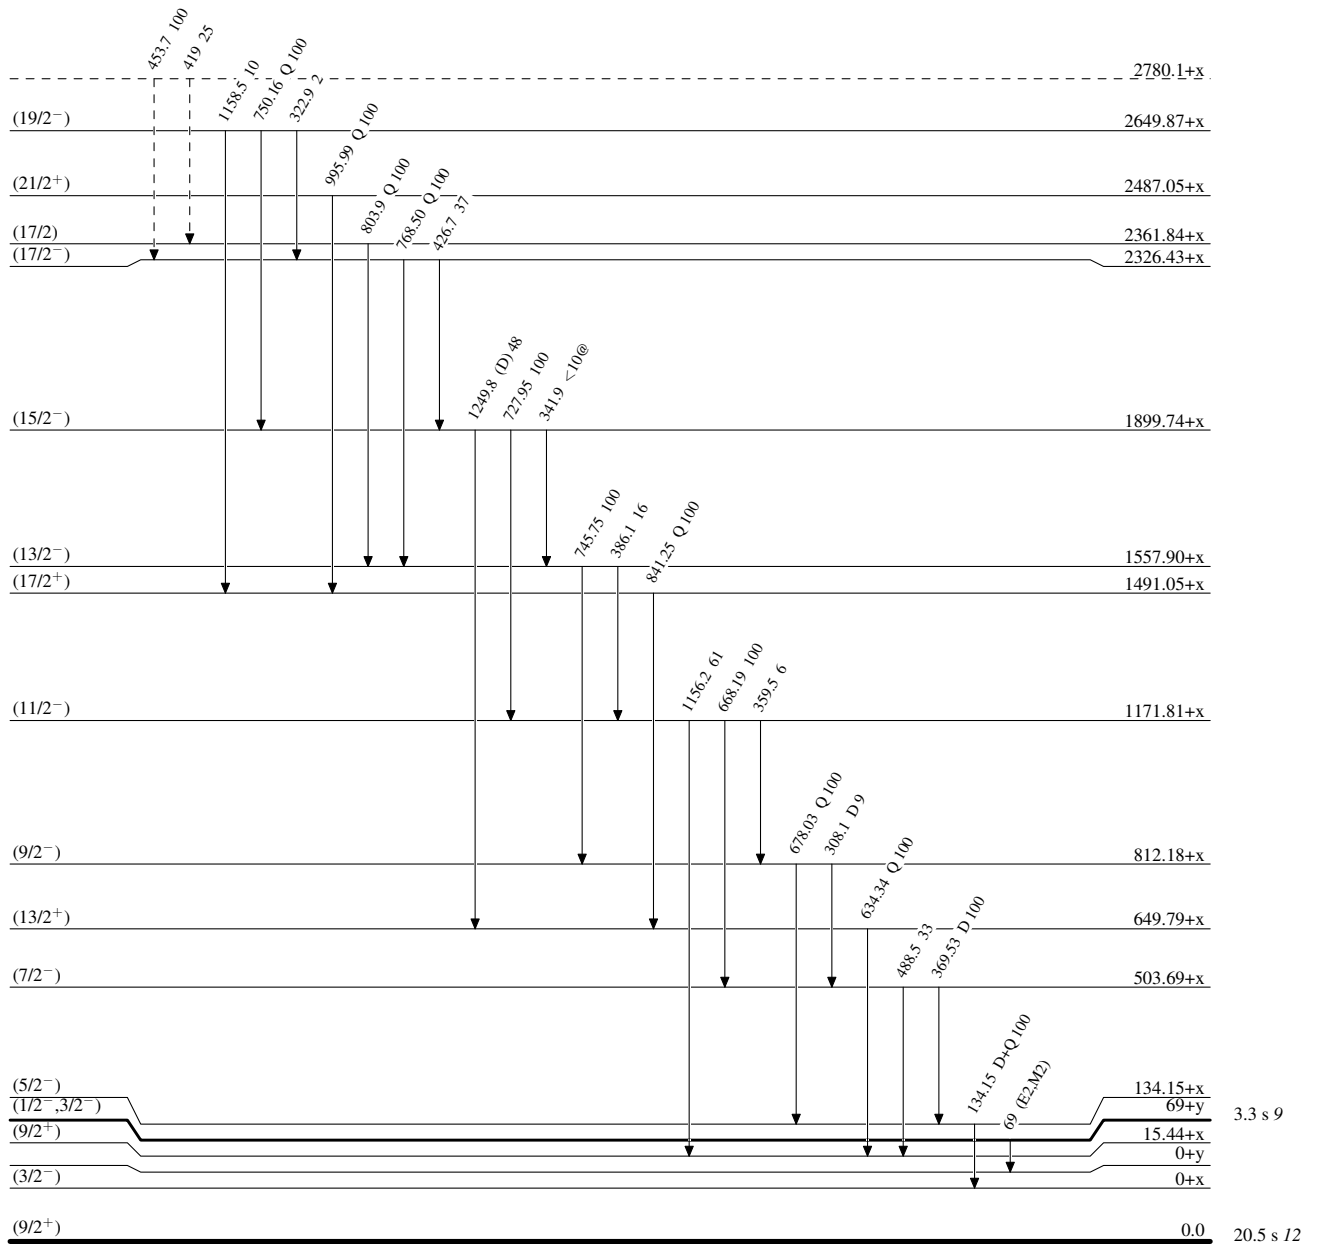 453.7 100
419 25
2780.1+x
1158.5 10
750.16 Q 100
322.9 2
(19/2−) 2649.87+x
995.99 Q 100
(21/2+) 2487.05+x
803.9 Q 100
768.50 Q 100
426.7 37
(17/2) 2361.84+x
(17/2−) 2326.43+x
1249.8 (D) 48
727.95 100
341.9 <10@
(15/2−) 1899.74+x
745.75 100
386.1 16
(13/2−) 1557.90+x
841.25 Q 100
(17/2+) 1491.05+x
1156.2 61
668.19 100
359.5 6
(11/2−) 1171.81+x
678.03 Q 100
308.1 D 9
(9/2−) 812.18+x
634.34 Q 100
(13/2+) 649.79+x
488.5 33
369.53 D 100
(7/2−) 503.69+x
134.15 D+Q 100
69 (E2,M2)
(5/2−) 134.15+x
(1/2−,3/2−) 69+y 3.3 s 9
(9/2+) 15.44+x
0+y
(3/2−) 0+x
(9/2+) 0.0 20.5 s 12